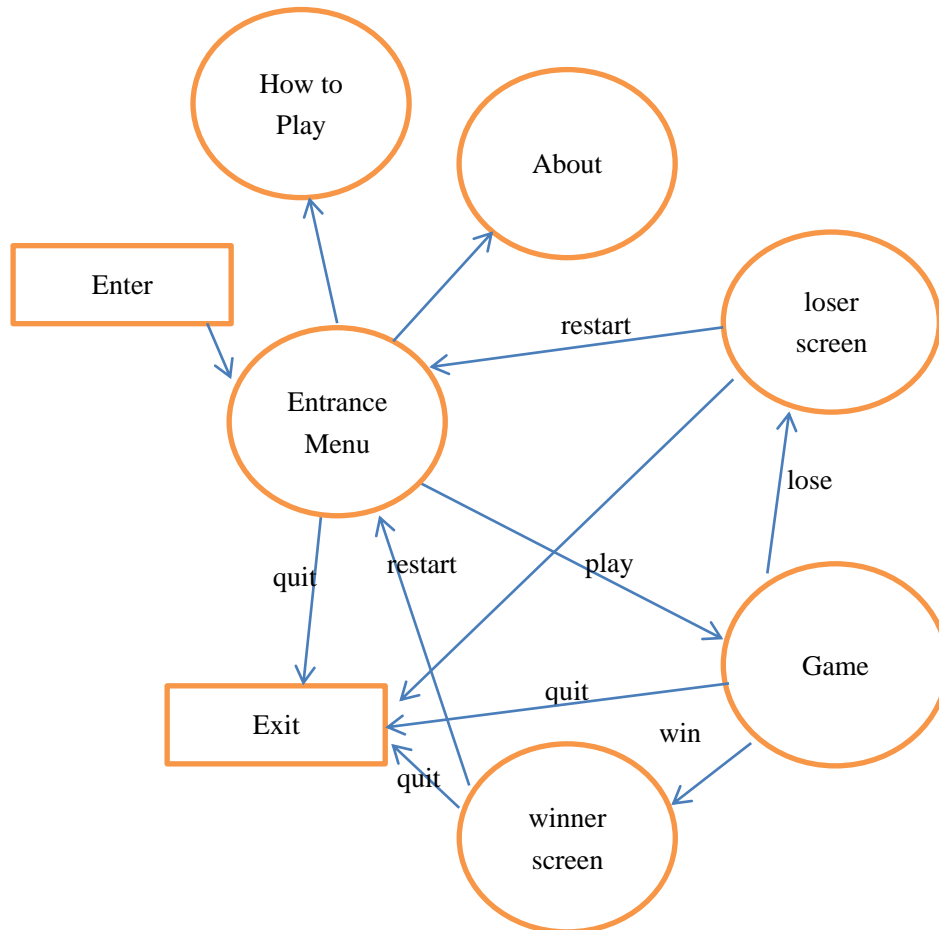 How to
Play
About
Enter
loser
screen
restart
Entrance
Menu
lose
quit
restart
play
Game
quit
Exit
win
quit
winner
screen